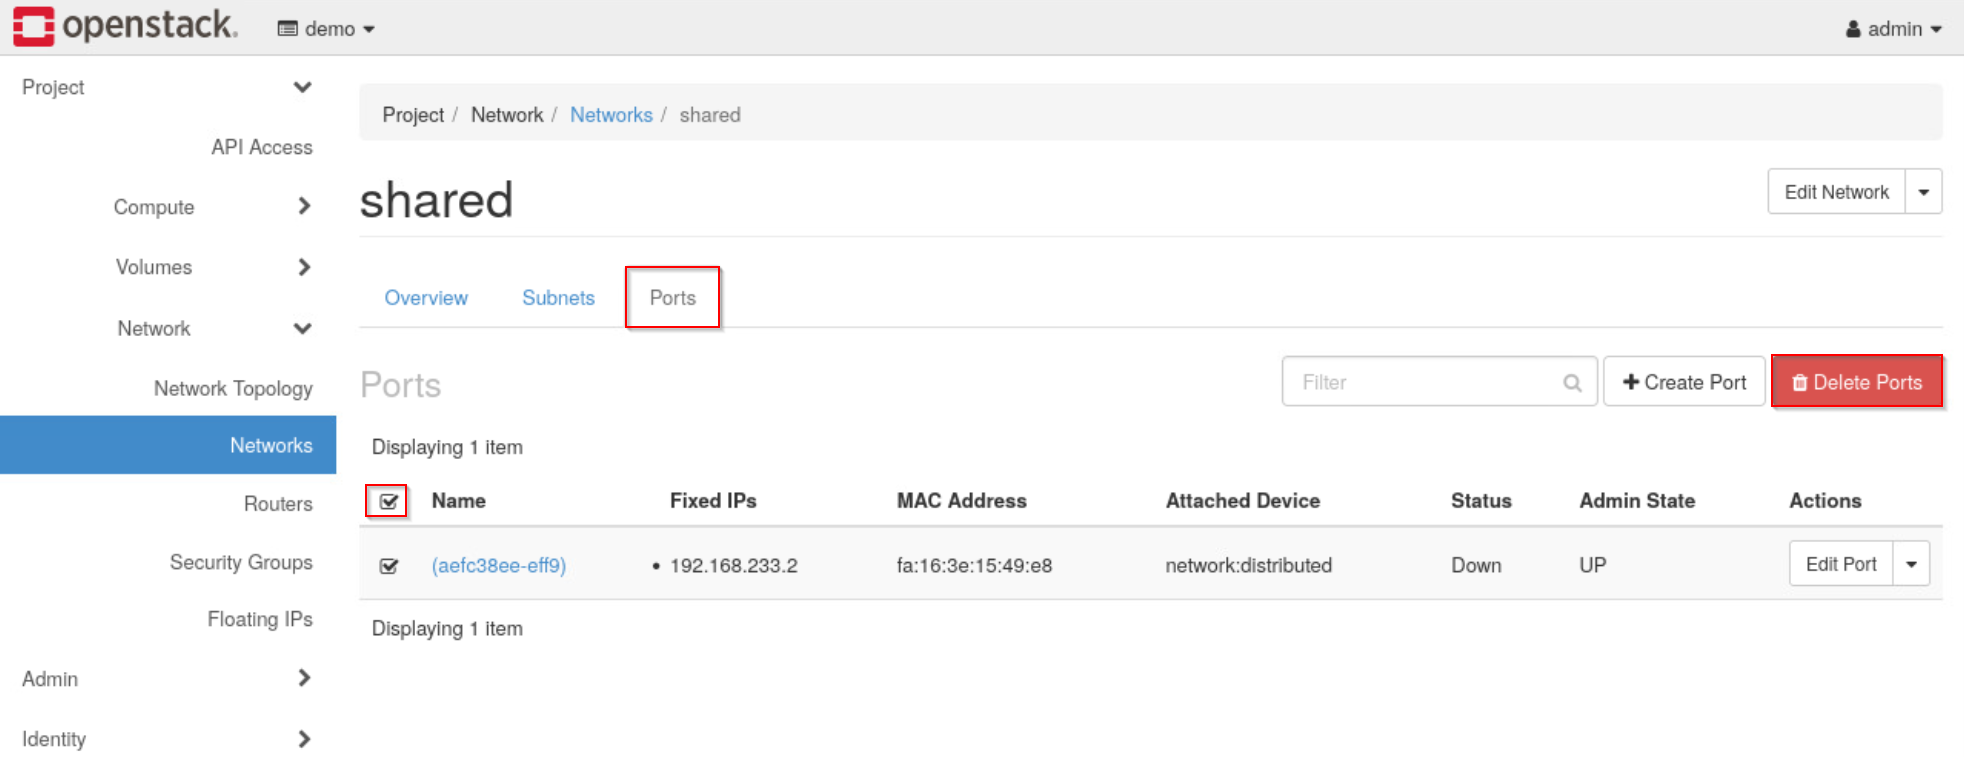 openstack. demo admin
Project
API Access
Compute
Volumes
Network
Network Topology
Networks
Routers
Security Groups
Floating IPs
Admin
Identity
Project / Network / Networks / shared
shared
Edit Network
Overview Subnets Ports
Ports
Filter
Create Port
Delete Ports
Displaying 1 item
Name Fixed IPs MAC Address Attached Device Status Admin State Actions
(aefc38ee-eff9) • 192.168.233.2 fa:16:3e:15:49:e8 network:distributed Down UP Edit Port
Displaying 1 item